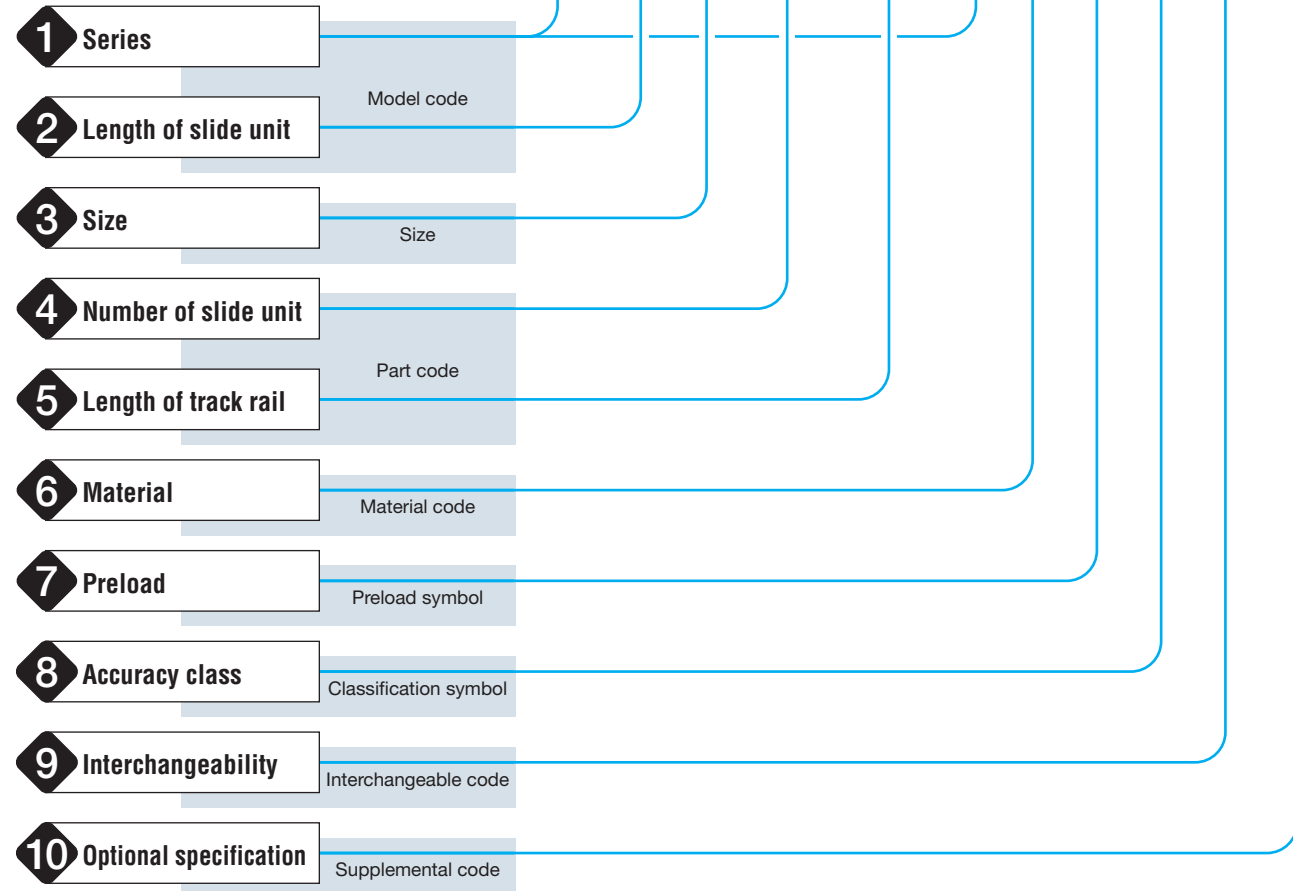 1 Series
Model code
2 Length of slide unit
3 Size
Size
4 Number of slide unit
Part code
5 Length of track rail
6 Material
Material code
7 Preload
Preload symbol
8 Accuracy class
Classification symbol
9 Interchangeability
Interchangeable code
10 Optional specification
Supplemental code